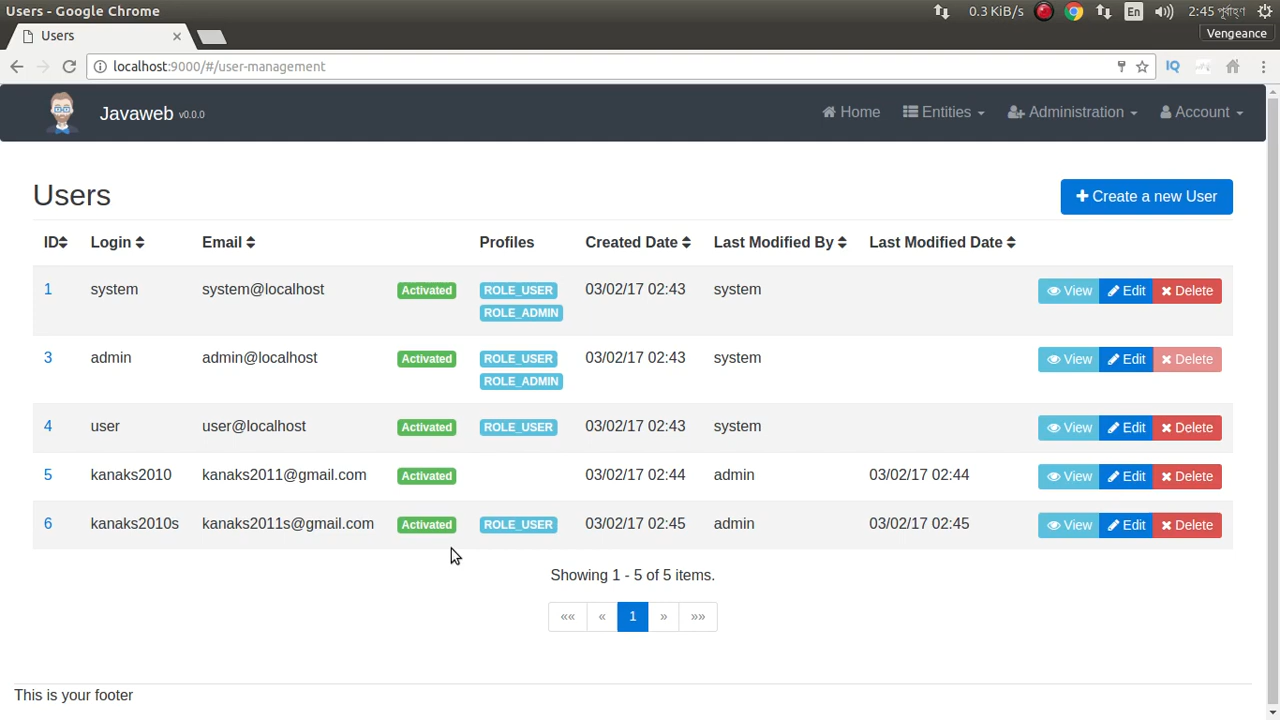 Users - Google Chrome
0.3 KiB/s
En
2:45 পূর্বাহ্ণ
Users
Vengeance
localhost:9000/#/user-management
IQ
Javaweb v0.0.0
Home
Entities
Administration
Account
Users
Create a new User
ID Login Email Profiles Created Date Last Modified By Last Modified Date
1 system system@localhost Activated ROLE_USER 03/02/17 02:43 system View Edit Delete
ROLE_ADMIN
3 admin admin@localhost Activated ROLE_USER 03/02/17 02:43 system View Edit Delete
ROLE_ADMIN
4 user user@localhost Activated ROLE_USER 03/02/17 02:43 system View Edit Delete
5 kanaks2010 kanaks2011@gmail.com Activated 03/02/17 02:44 admin 03/02/17 02:44 View Edit Delete
6 kanaks2010s kanaks2011s@gmail.com Activated ROLE_USER 03/02/17 02:45 admin 03/02/17 02:45 View Edit Delete
Showing 1 - 5 of 5 items.
«« « 1 » »»
This is your footer